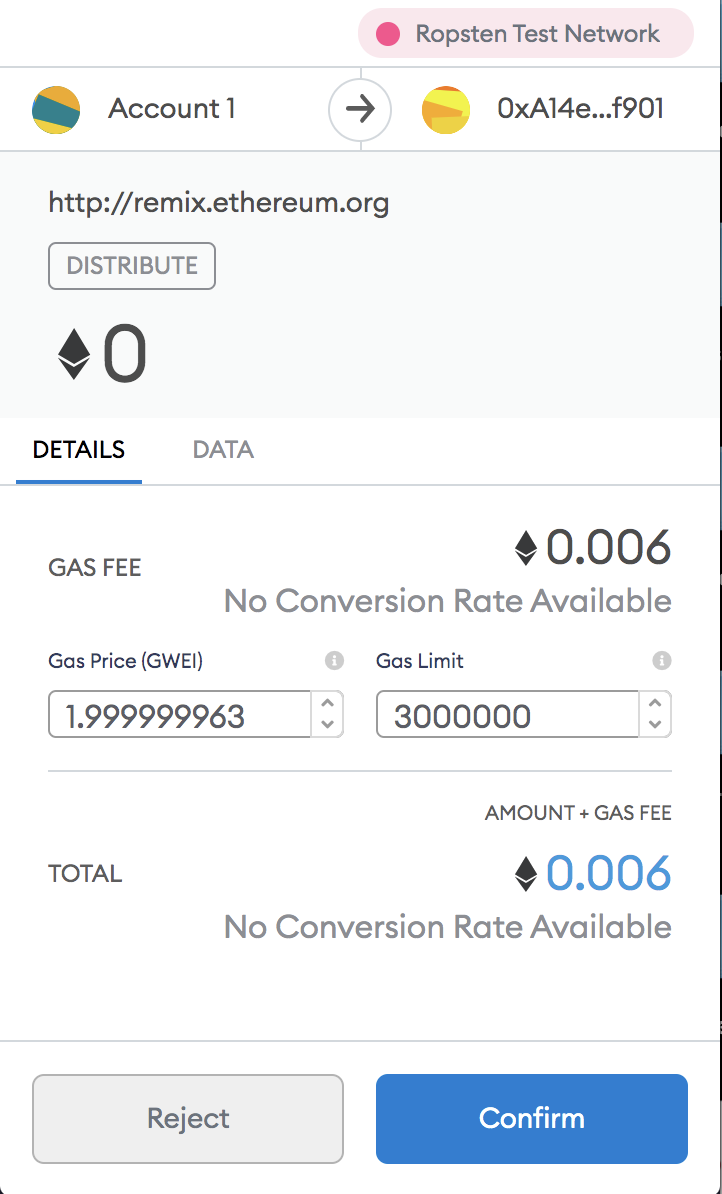 Ropsten Test Network
Account 1
0xA14e...f901
http://remix.ethereum.org
DISTRIBUTE
0
DETAILS DATA
GAS FEE
0.006
No Conversion Rate Available
Gas Price (GWEI) Gas Limit
1.999999963 3000000
AMOUNT + GAS FEE
TOTAL
0.006
No Conversion Rate Available
Reject Confirm